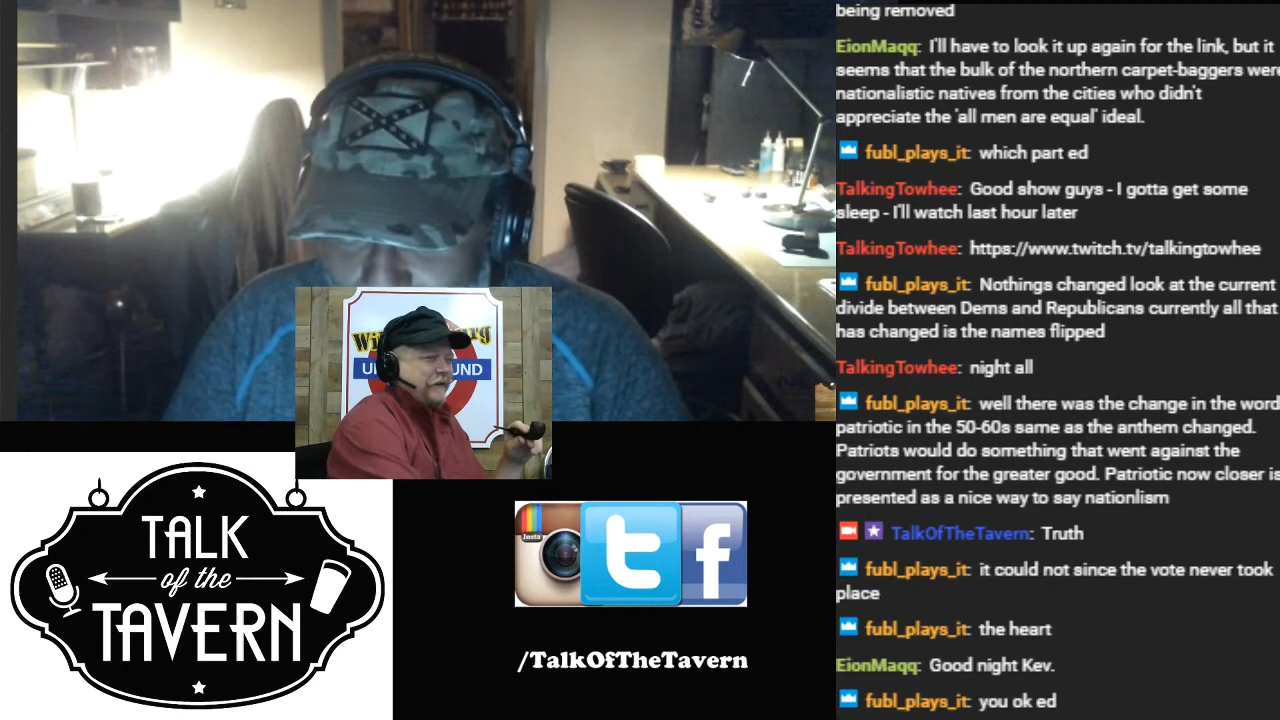 being removed
EionMaqq: I'll have to look it up again for the link, but it
seems that the bulk of the northern carpet-baggers were
nationalistic natives from the cities who didn't
appreciate the 'all men are equal' ideal.
fubl_plays_it: which part ed
TalkingTowhee: Good show guys - I gotta get some
sleep - I'll watch last hour later
TalkingTowhee: https://www.twitch.tv/talkingtowhee
fubl_plays_it: Nothings changed look at the current
divide between Dems and Republicans currently all that
has changed is the names flipped
TalkingTowhee: night all
fubl_plays_it: well there was the change in the word
patriotic in the 50-60s same as the anthem changed.
Patriots would do something that went against the
government for the greater good. Patriotic now closer is
presented as a nice way to say nationlism
TalkOfTheTavern: Truth
fubl_plays_it: it could not since the vote never took
place
fubl_plays_it: the heart
EionMaqq: Good night Kev.
fubl_plays_it: you ok ed
TALK
of the
TAVERN
Insta
/TalkOfTheTavern